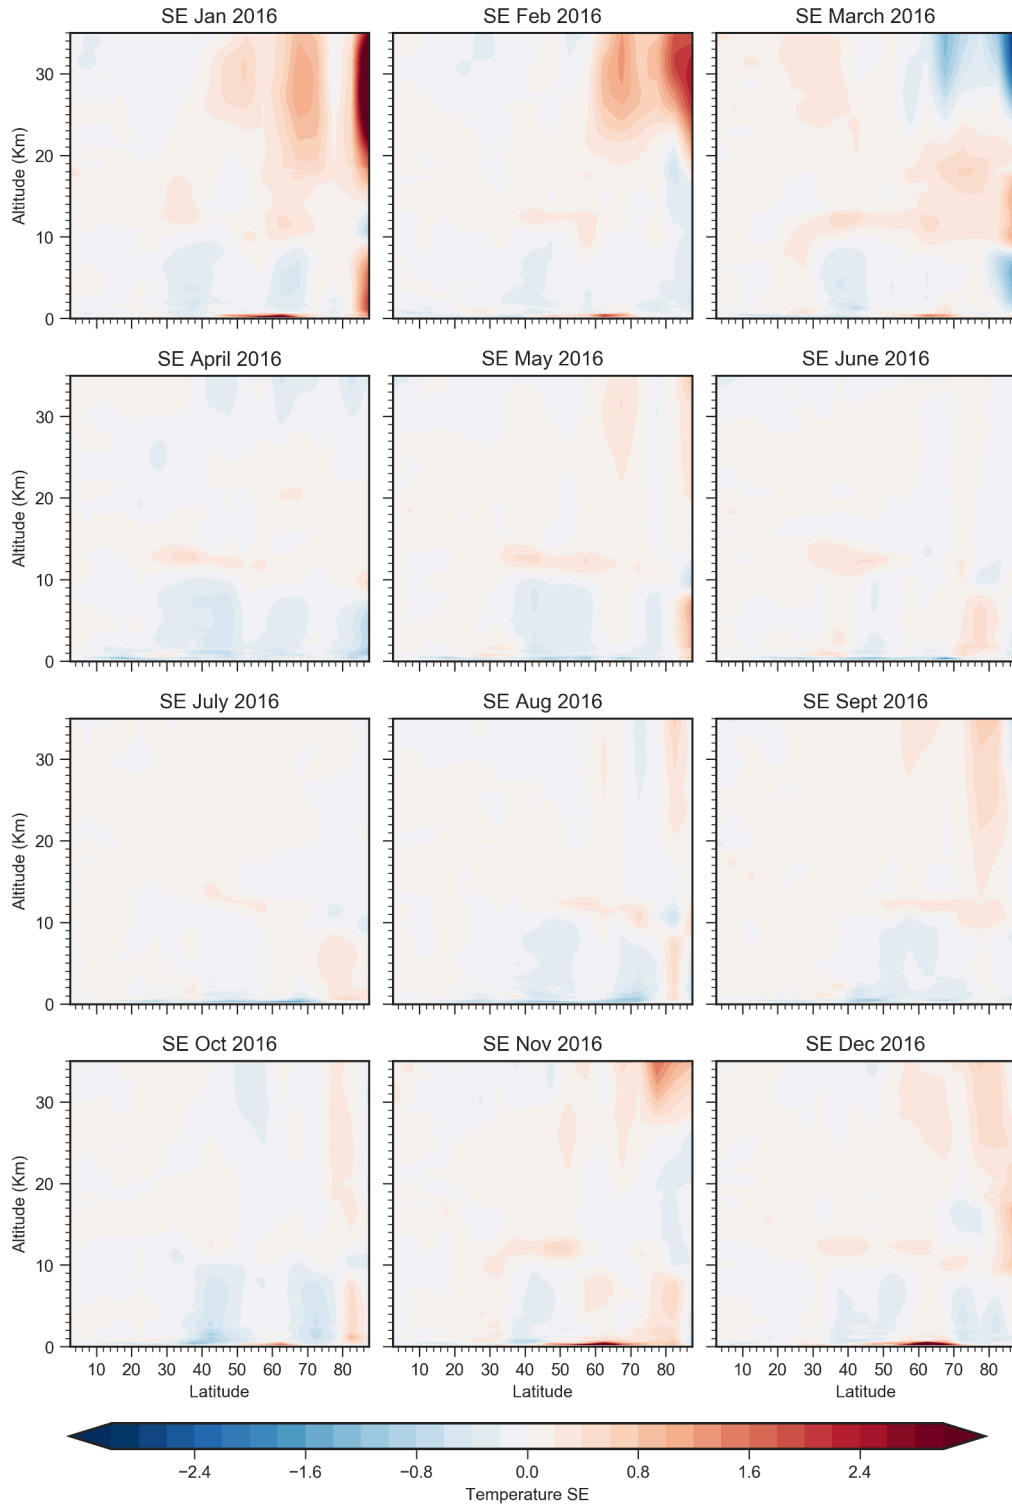 SE Jan 2016 SE Feb 2016 SE March 2016
30
20
10
0
Altitude (Km)
SE April 2016 SE May 2016 SE June 2016
30
20
10
0
Altitude (Km)
SE July 2016 SE Aug 2016 SE Sept 2016
30
20
10
0
Altitude (Km)
SE Oct 2016 SE Nov 2016 SE Dec 2016
30
20
10
0
Altitude (Km)
10 20 30 40 50 60 70 80 10 20 30 40 50 60 70 80 10 20 30 40 50 60 70 80
Latitude Latitude Latitude
−2.4 −1.6 −0.8 0.0 0.8 1.6 2.4
Temperature SE